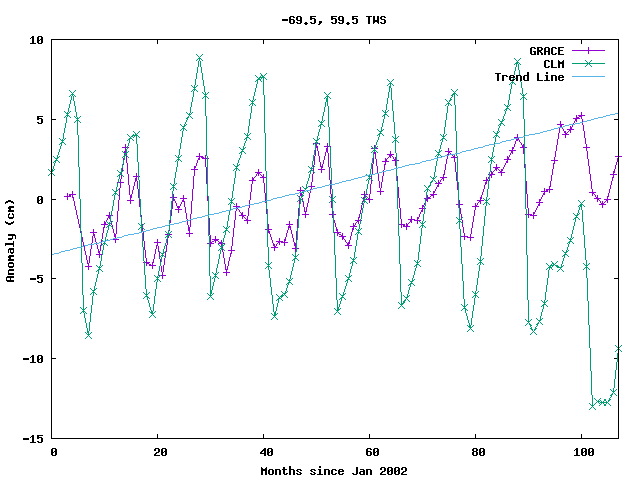 -69.5, 59.5 TWS
GRACE
CLM
Trend Line
10
5
0
-5
-10
-15
Anomaly (cm)
0 20 40 60 80 100
Months since Jan 2002